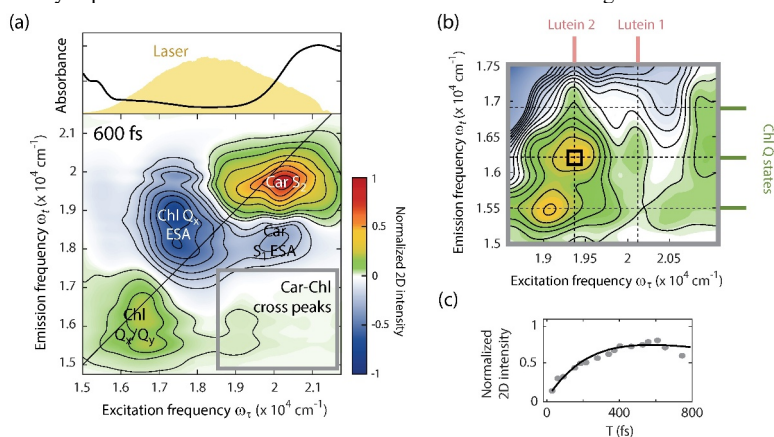 (a)
Laser
Absorbance
600 fs
Car S₂
Chl Qₓ
ESA
Car
S₁ ESA
Chl
Qₓ/Qᵧ
Car-Chl
cross peaks
2.1
2.0
1.9
1.8
1.7
1.6
1.5
Emission frequency ωₜ (x 10⁴ cm⁻¹)
1.5 1.6 1.7 1.8 1.9 2 2.1
Excitation frequency ωτ (x 10⁴ cm⁻¹)
1
0.5
0
-0.5
-1
Normalized 2D intensity
(b)
Lutein 2 Lutein 1
1.75
1.7
1.65
1.6
1.55
1.5
Emission frequency ωₜ (x 10⁴ cm⁻¹)
Chl Q states
1.9 1.95 2 2.05
Excitation frequency ωτ (x 10⁴ cm⁻¹)
(c)
Normalized
2D intensity
1
0.5
0
0 400 800
T (fs)